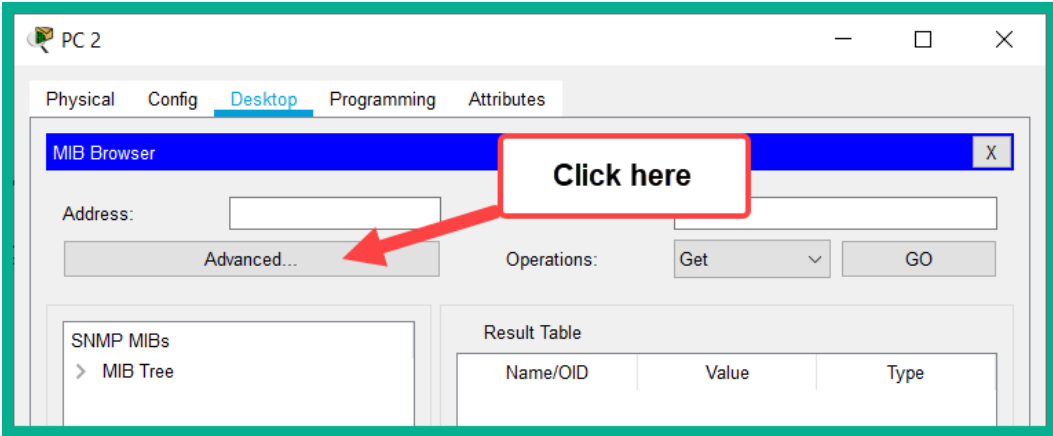 PC 2
Physical Config Desktop Programming Attributes
MIB Browser X
Click here
Address:
Advanced... Operations: Get GO
SNMP MIBs
MIB Tree
Result Table
Name/OID Value Type